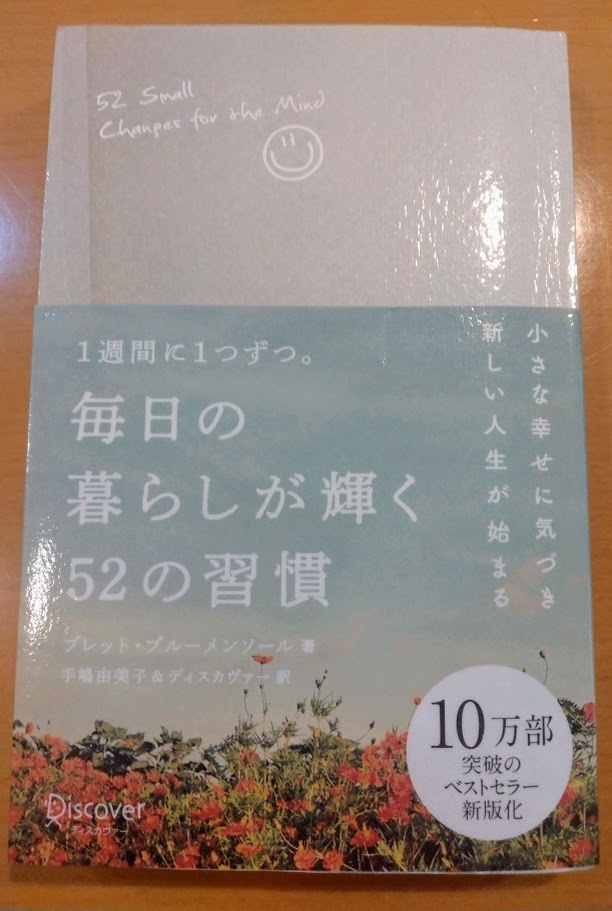 52 Small
Changes for the Mind
小さな幸せに気づき
新しい人生が始まる
1週間に1つずつ。
毎日の
暮らしが輝く
52の習慣
ブレット・ブルーメンソール 著
手嶋由美子&ディスカヴァー 訳
10万部
突破の
ベストセラー
新版化
Discover
ディスカヴァー